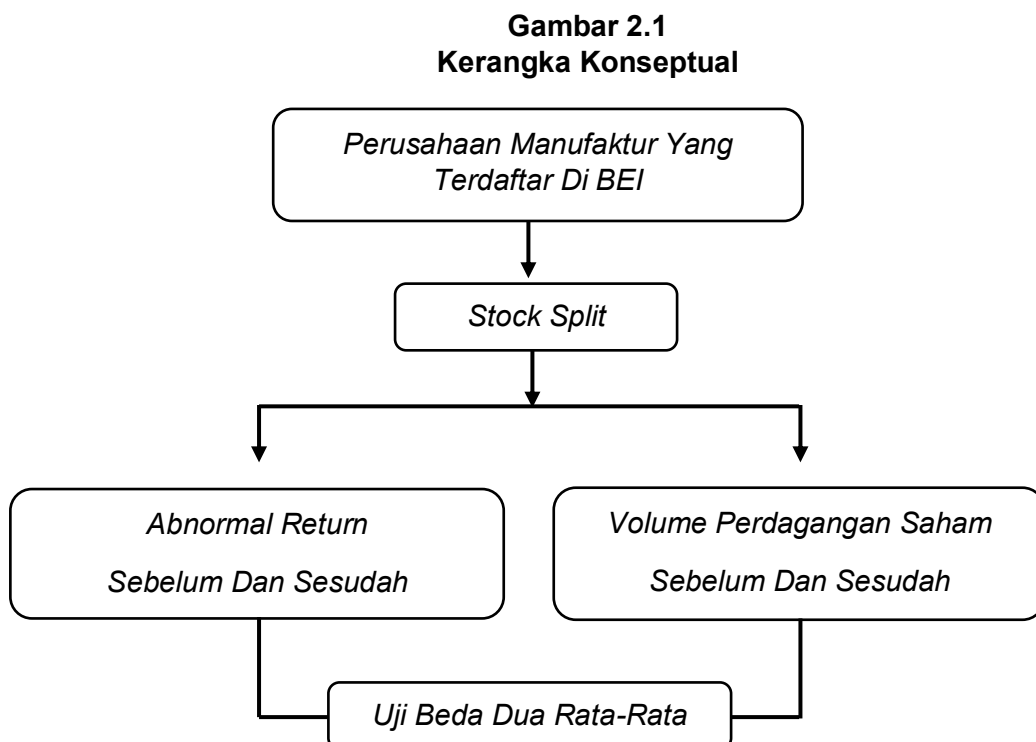 Gambar 2.1
Kerangka Konseptual
Perusahaan Manufaktur Yang
Terdaftar Di BEI
Stock Split
Abnormal Return
Sebelum Dan Sesudah
Volume Perdagangan Saham
Sebelum Dan Sesudah
Uji Beda Dua Rata-Rata